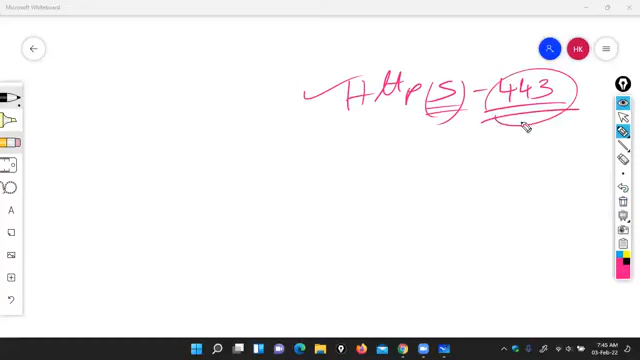 Microsoft Whiteboard
HK
Http(s) - 443
A
7:45 AM
03-Feb-22